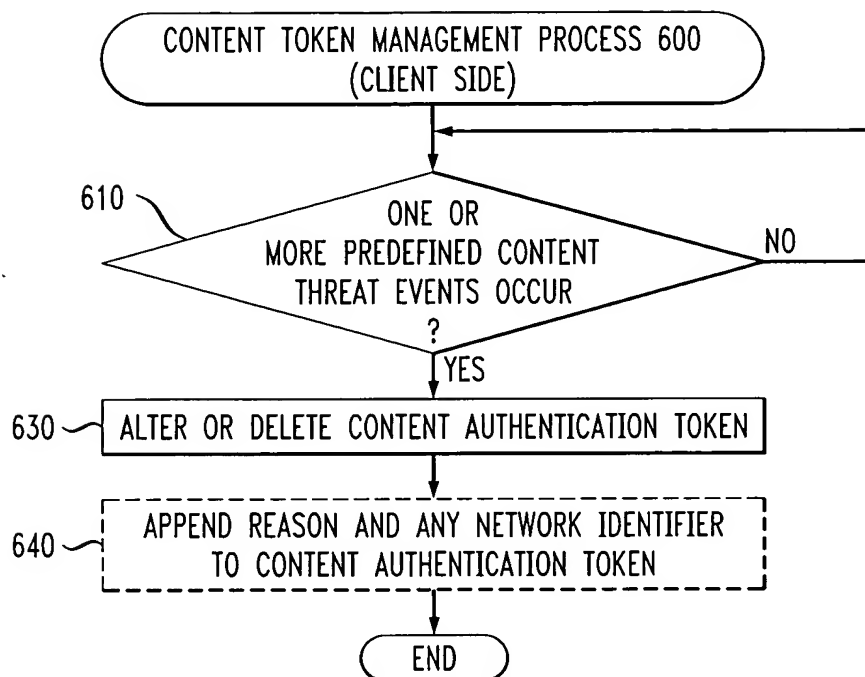 CONTENT TOKEN MANAGEMENT PROCESS 600
(CLIENT SIDE)
610
ONE OR
MORE PREDEFINED CONTENT
THREAT EVENTS OCCUR
?
NO
YES
630
ALTER OR DELETE CONTENT AUTHENTICATION TOKEN
640
APPEND REASON AND ANY NETWORK IDENTIFIER
TO CONTENT AUTHENTICATION TOKEN
END